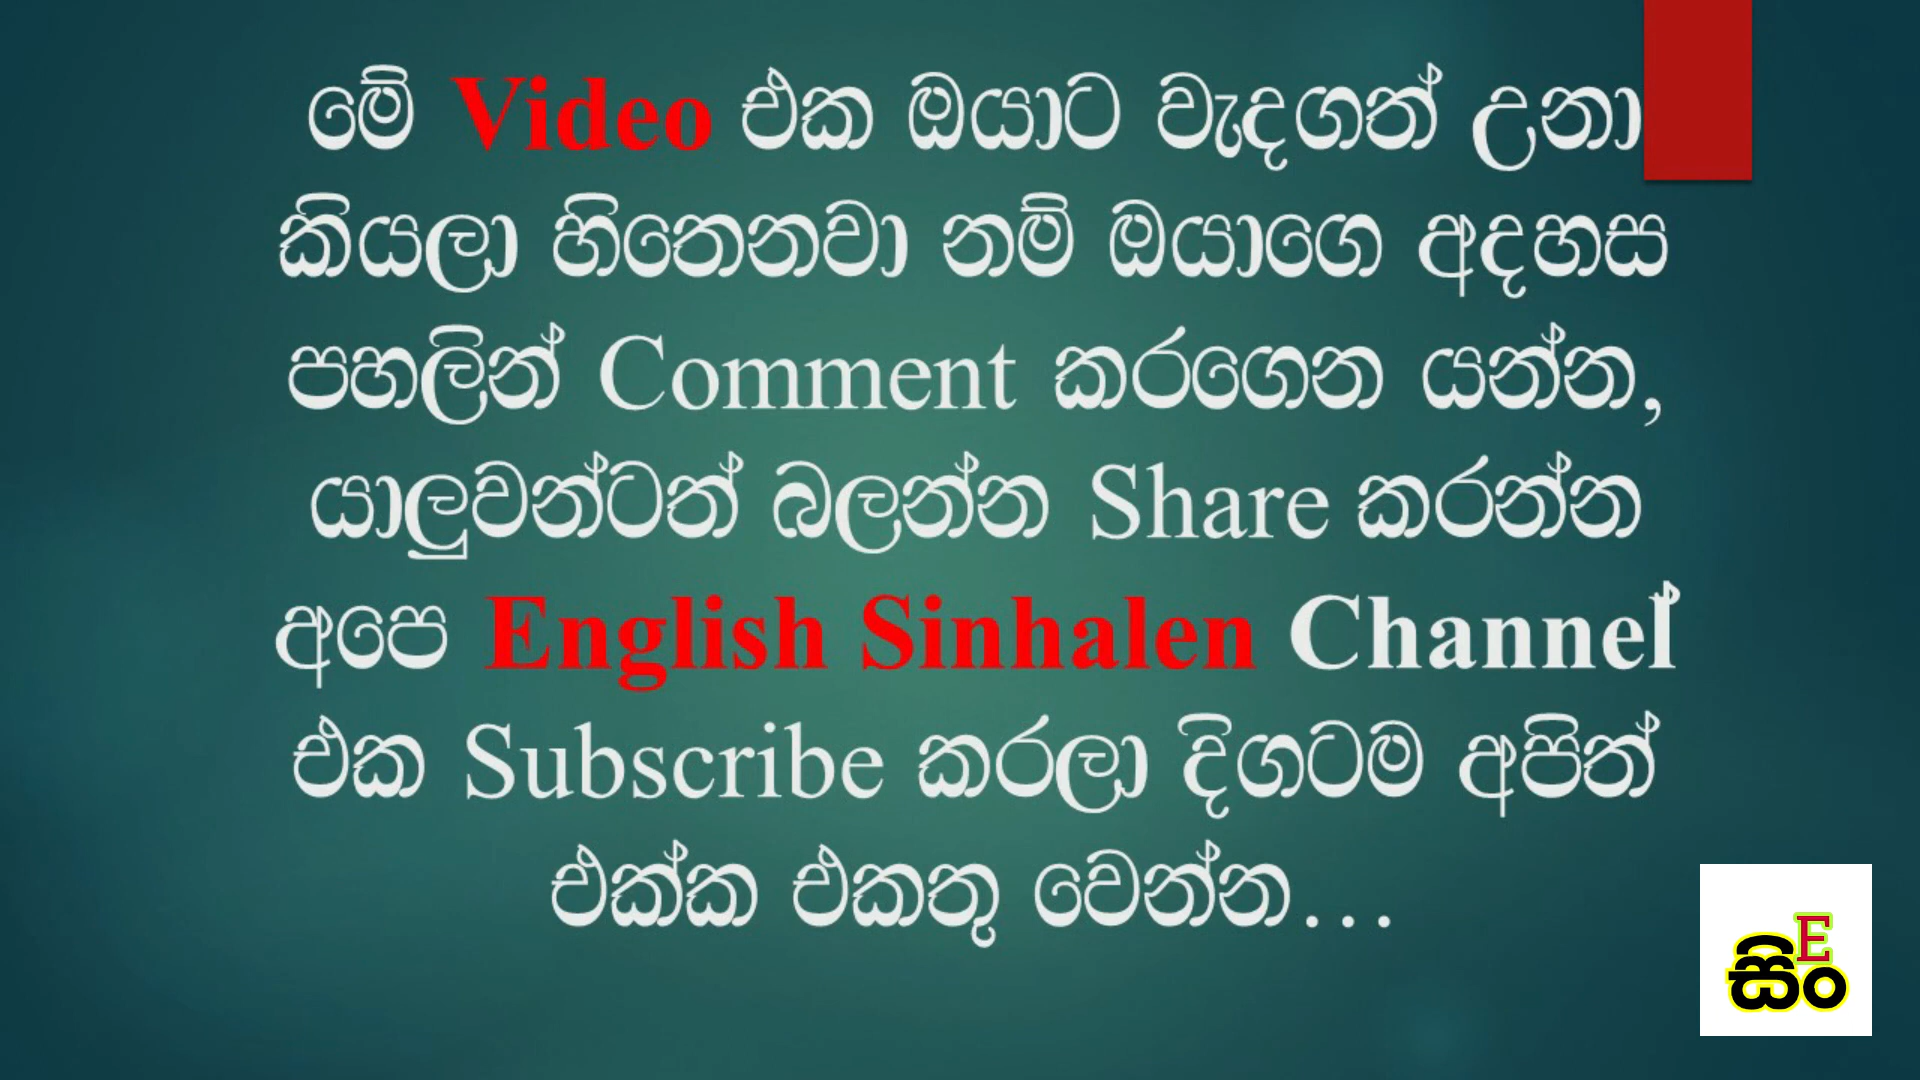 මේ Video එක ඔයාට වැදගත් උනා
කියලා හිතෙනවා නම් ඔයාගෙ අදහස
පහලින් Comment කරගෙන යන්න,
යාලුවන්ටත් බලන්න Share කරන්න
අපෙ English Sinhalen Channel්
එක Subscribe කරලා දිගටම අපිත්
එක්ක එකතු වෙන්න…
E
සිං